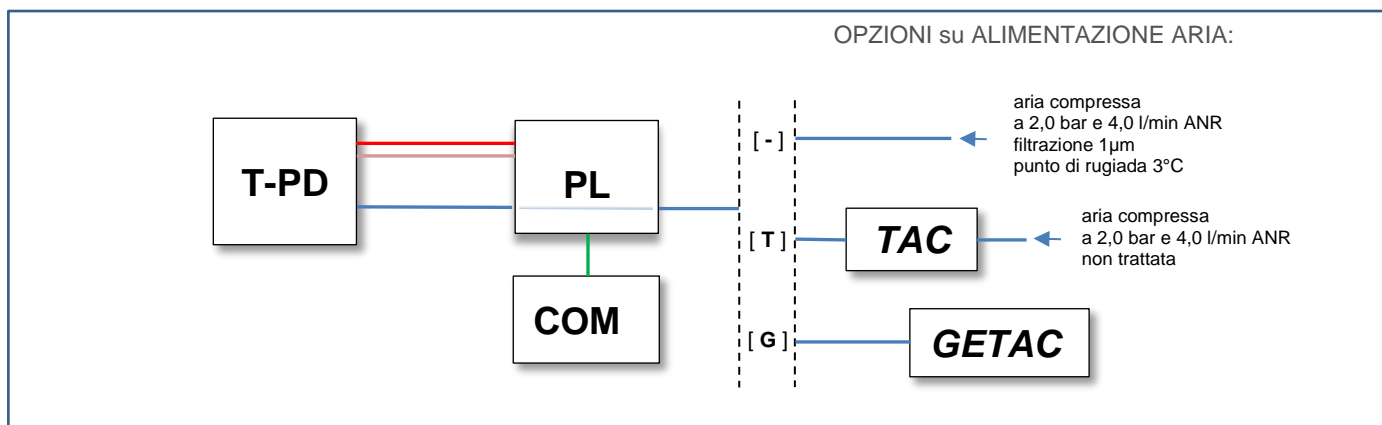 OPZIONI su ALIMENTAZIONE ARIA:
aria compressa
a 2,0 bar e 4,0 l/min ANR
filtrazione 1µm
punto di rugiada 3°C
[ - ]
T-PD
PL
[ T ]
TAC
aria compressa
a 2,0 bar e 4,0 l/min ANR
non trattata
COM
[ G ]
GETAC